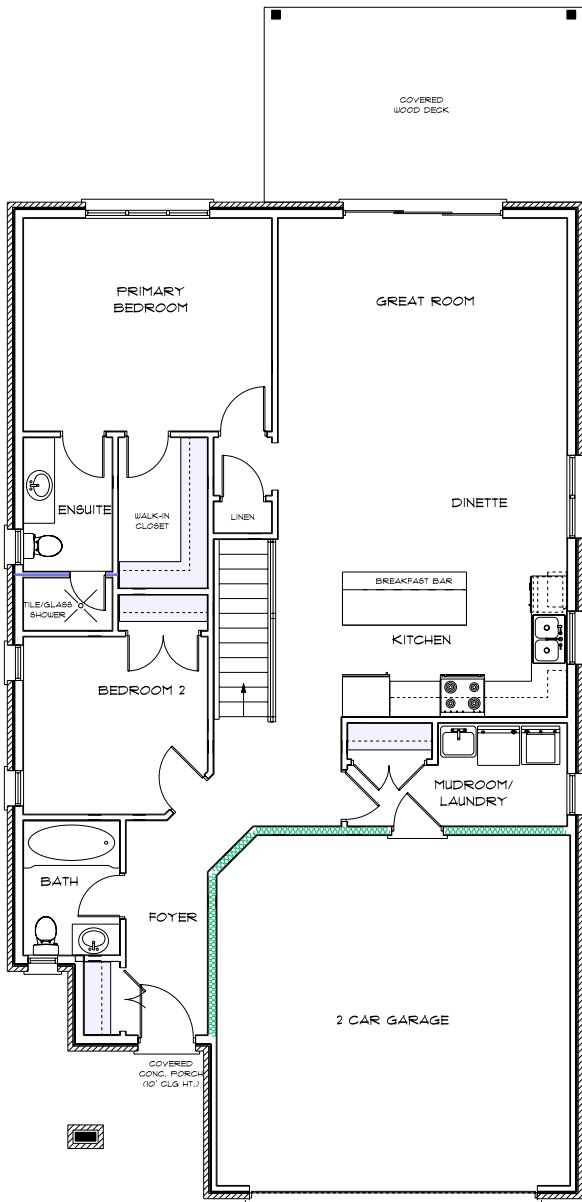 COVERED
WOOD DECK
PRIMARY
BEDROOM
GREAT ROOM
ENSUITE
WALK-IN
CLOSET
LINEN
DINETTE
BREAKFAST BAR
TILE/GLASS
SHOWER
KITCHEN
BEDROOM 2
MUDROOM/
LAUNDRY
BATH
FOYER
2 CAR GARAGE
COVERED
CONC. PORCH
(10' CLG HT.)